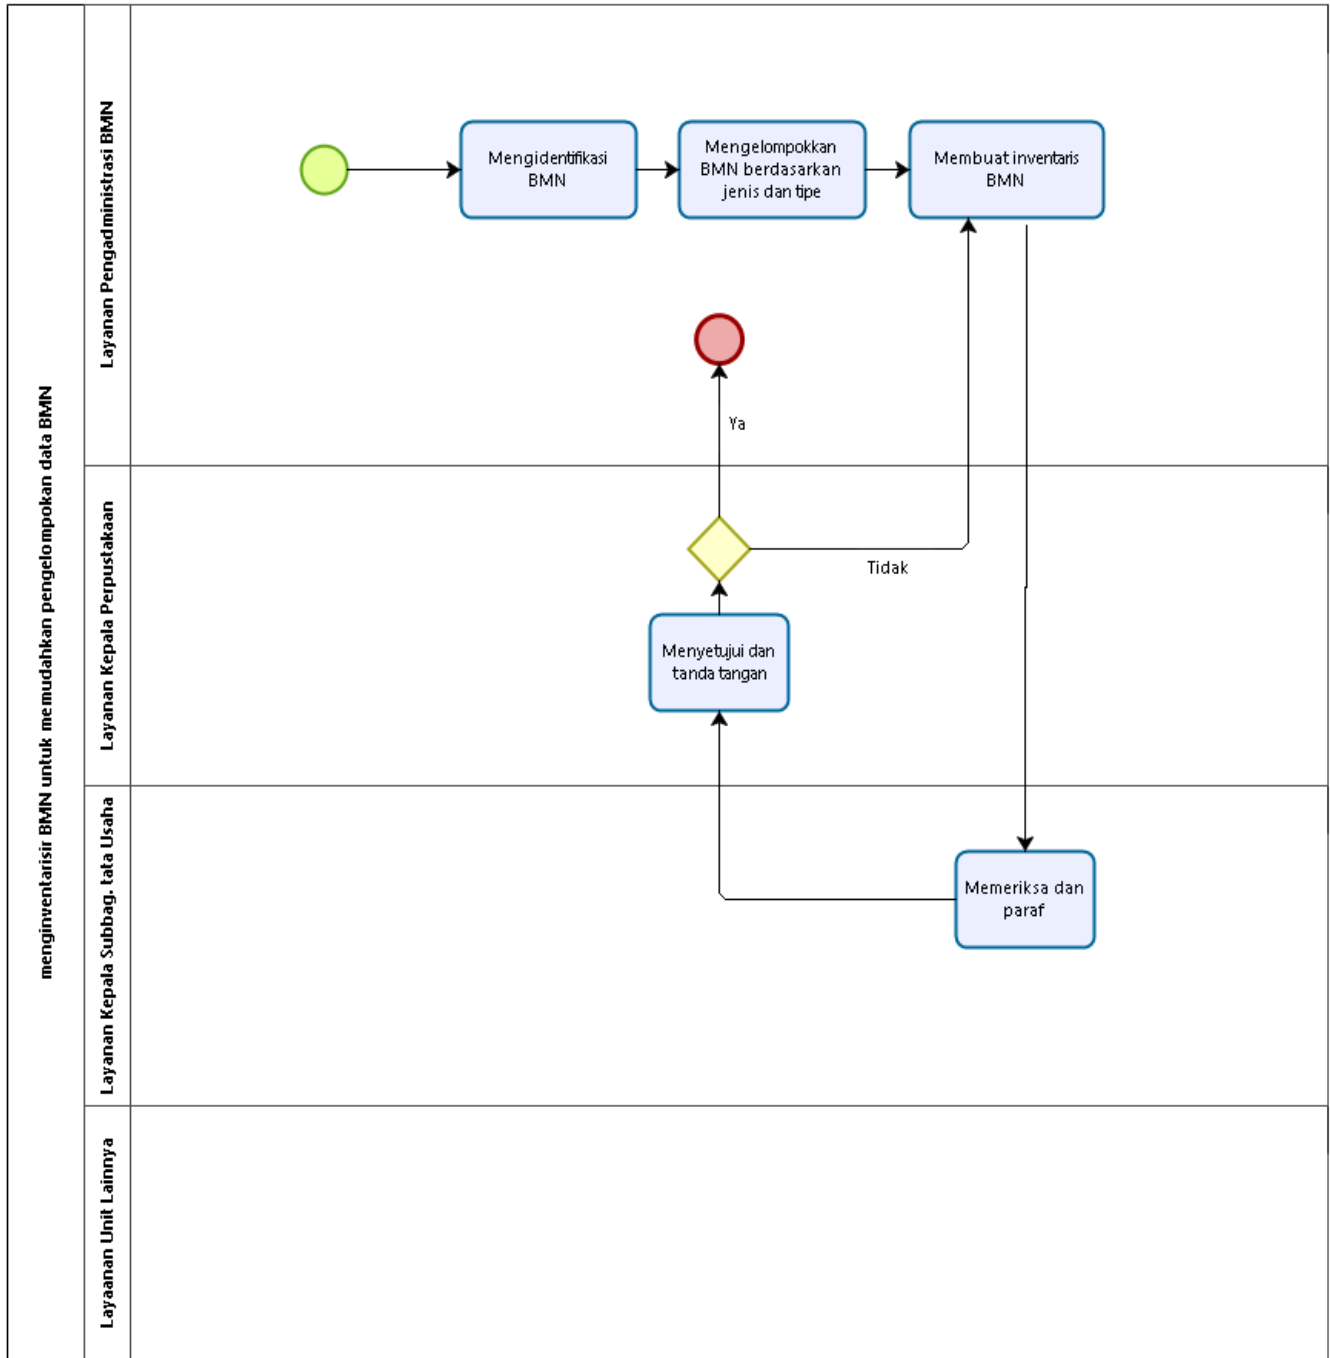 menginventarisir BMN untuk memudahkan pengelompokan data BMN
Layanan Pengadministrasi BMN
Mengidentifikasi
BMN
Mengelompokkan
BMN berdasarkan
jenis dan tipe
Membuat inventaris
BMN
Ya
Layanan Kepala Perpustakaan
Tidak
Menyetujui dan
tanda tangan
Layanan Kepala Subbag. tata Usaha
Memeriksa dan
paraf
Layaanan Unit Lainnya